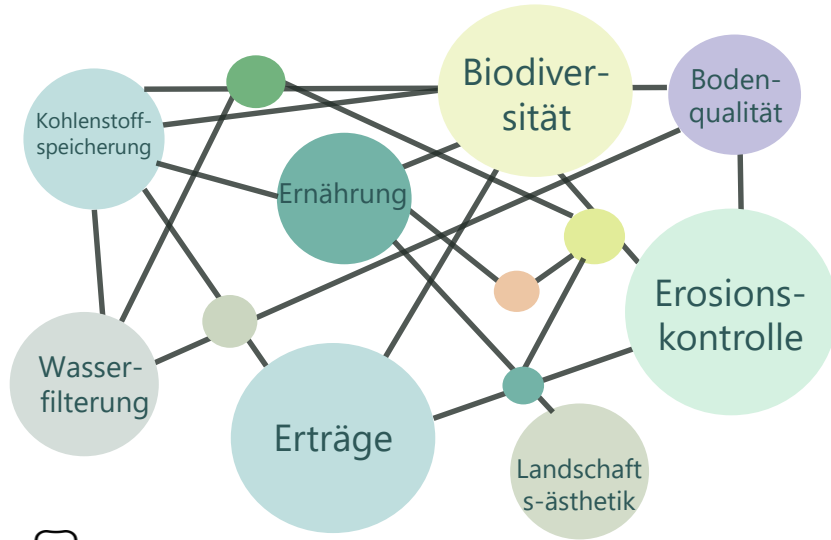 Biodiver-
sität
Boden-
qualität
Kohlenstoff-
speicherung
Ernährung
Erosions-
kontrolle
Wasser-
filterung
Erträge
Landschaft
s-ästhetik